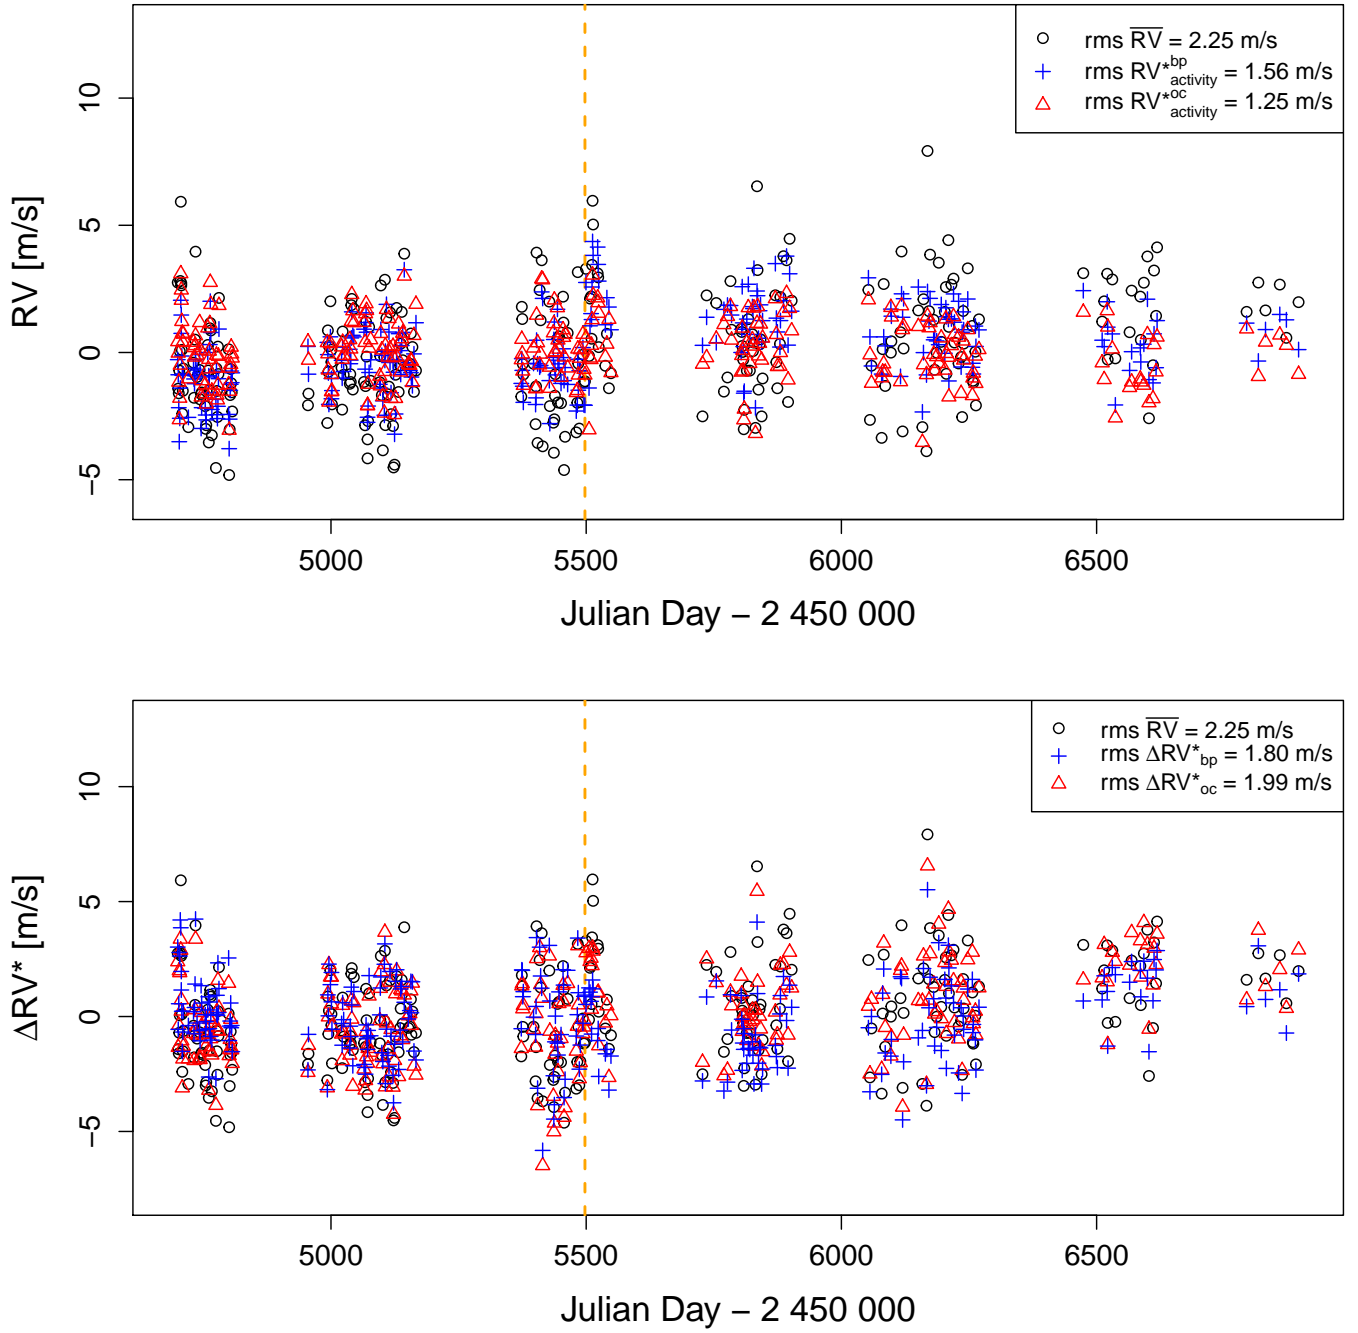 rms RV = 2.25 m/s
rms RV*bp activity = 1.56 m/s
rms RV*oc activity = 1.25 m/s
RV [m/s]
10
5
0
−5
5000 5500 6000 6500
Julian Day − 2 450 000
rms RV = 2.25 m/s
rms ΔRV*bp = 1.80 m/s
rms ΔRV*oc = 1.99 m/s
ΔRV* [m/s]
10
5
0
−5
5000 5500 6000 6500
Julian Day − 2 450 000